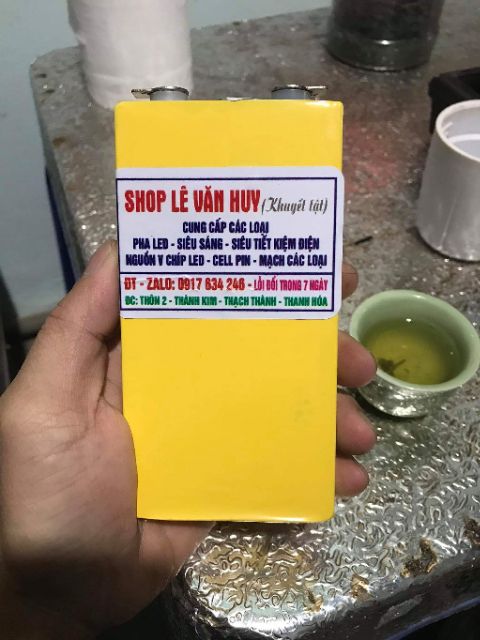 SHOP LÊ VĂN HUY (Khuyết tật)
CUNG CẤP CÁC LOẠI
PHA LED - SIÊU SÁNG - SIÊU TIẾT KIỆM ĐIỆN
NGUỒN V CHÍP LED - CELL PIN - MẠCH CÁC LOẠI
ĐT - ZALO: 0917 634 246 - LỖI ĐỔI TRONG 7 NGÀY
ĐC: THÔN 2 - THÀNH KIM - THẠCH THÀNH - THANH HÓA